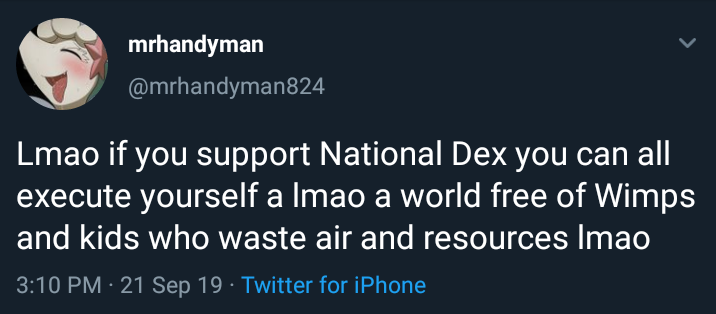 mrhandyman
@mrhandyman824
Lmao if you support National Dex you can all
execute yourself a lmao a world free of Wimps
and kids who waste air and resources lmao
3:10 PM · 21 Sep 19 · Twitter for iPhone